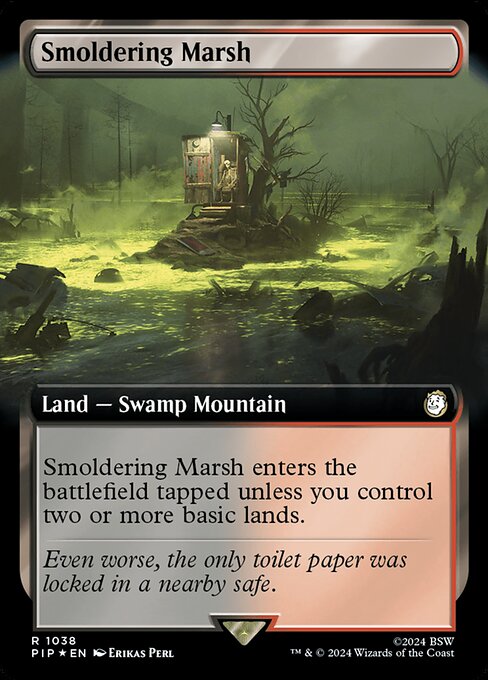 Smoldering Marsh
Land — Swamp Mountain
Smoldering Marsh enters the
battlefield tapped unless you control
two or more basic lands.
Even worse, the only toilet paper was
locked in a nearby safe.
R 1038
PIP★EN Erikas Perl
©2024 BSW
™ & © 2024 Wizards of the Coast